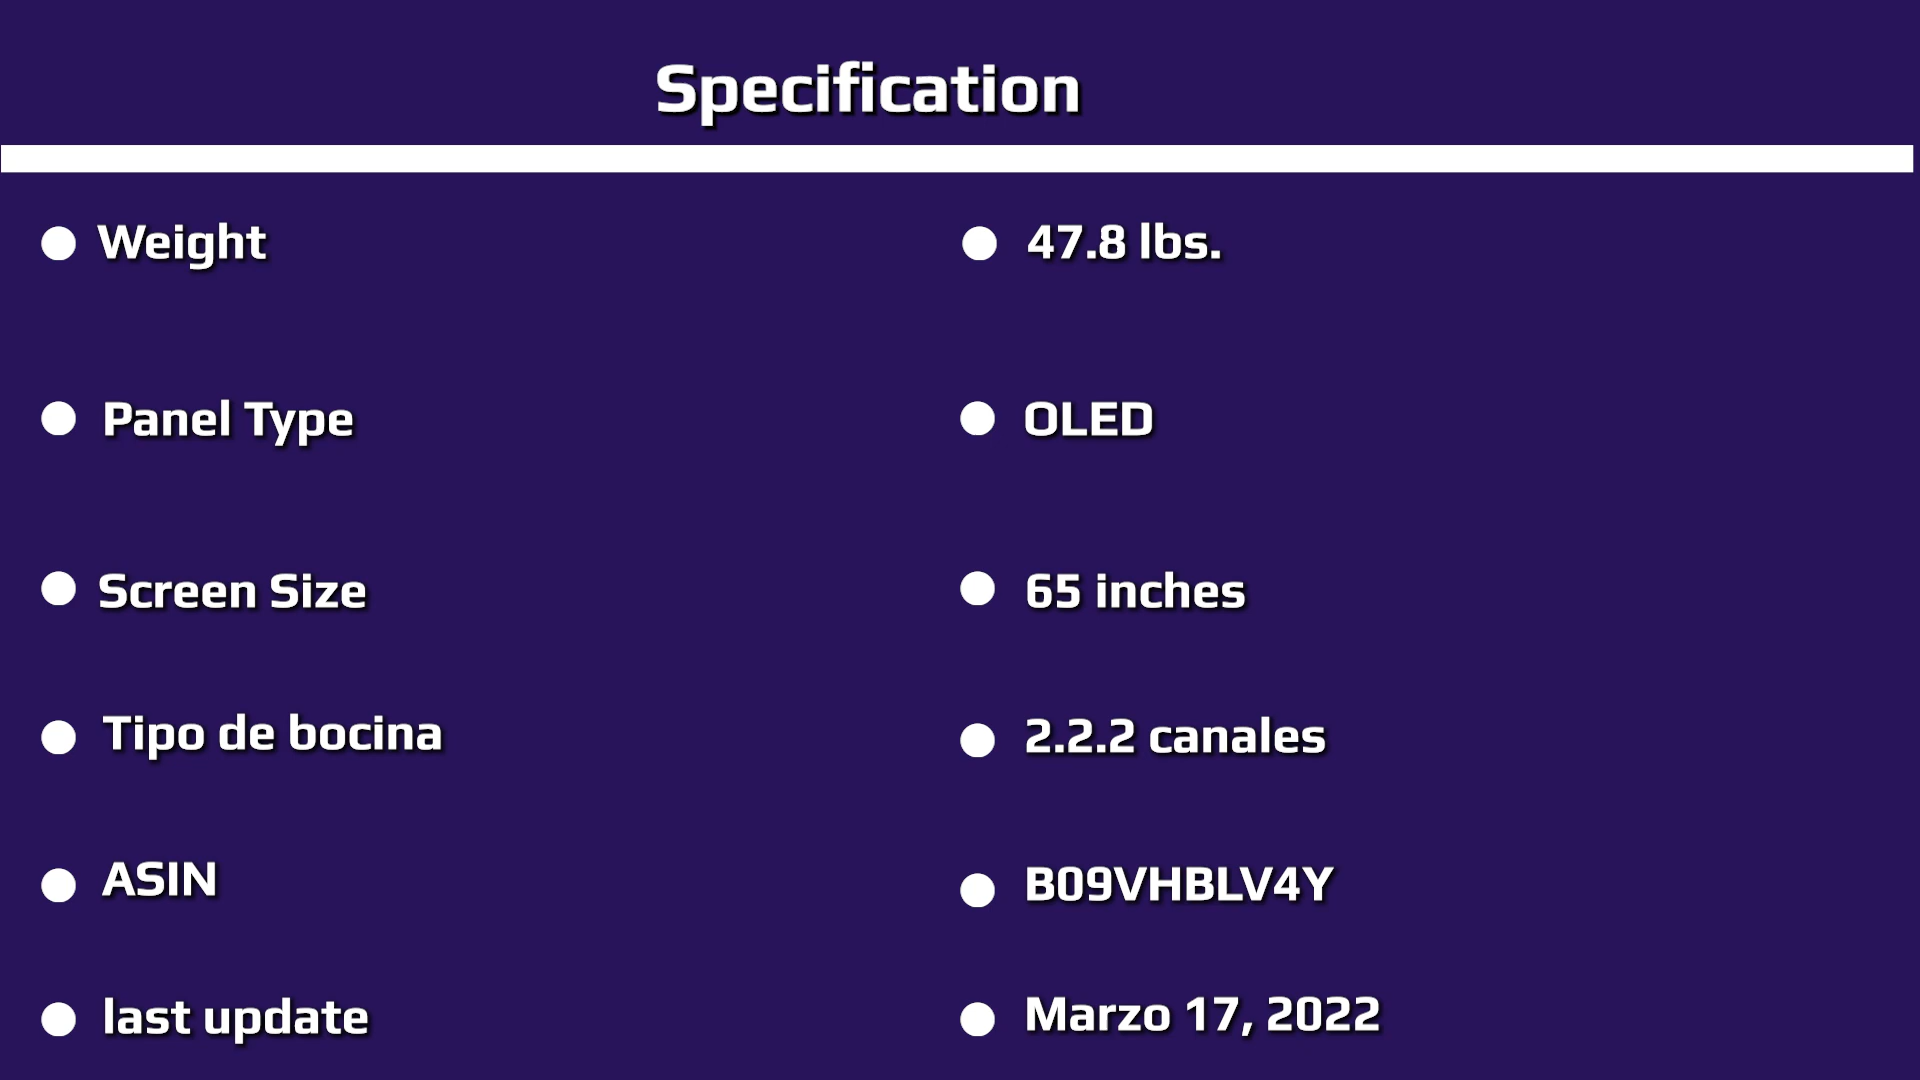 Specification
Weight
47.8 lbs.
Panel Type
OLED
Screen Size
65 inches
Tipo de bocina
2.2.2 canales
ASIN
B09VHBLV4Y
last update
Marzo 17, 2022